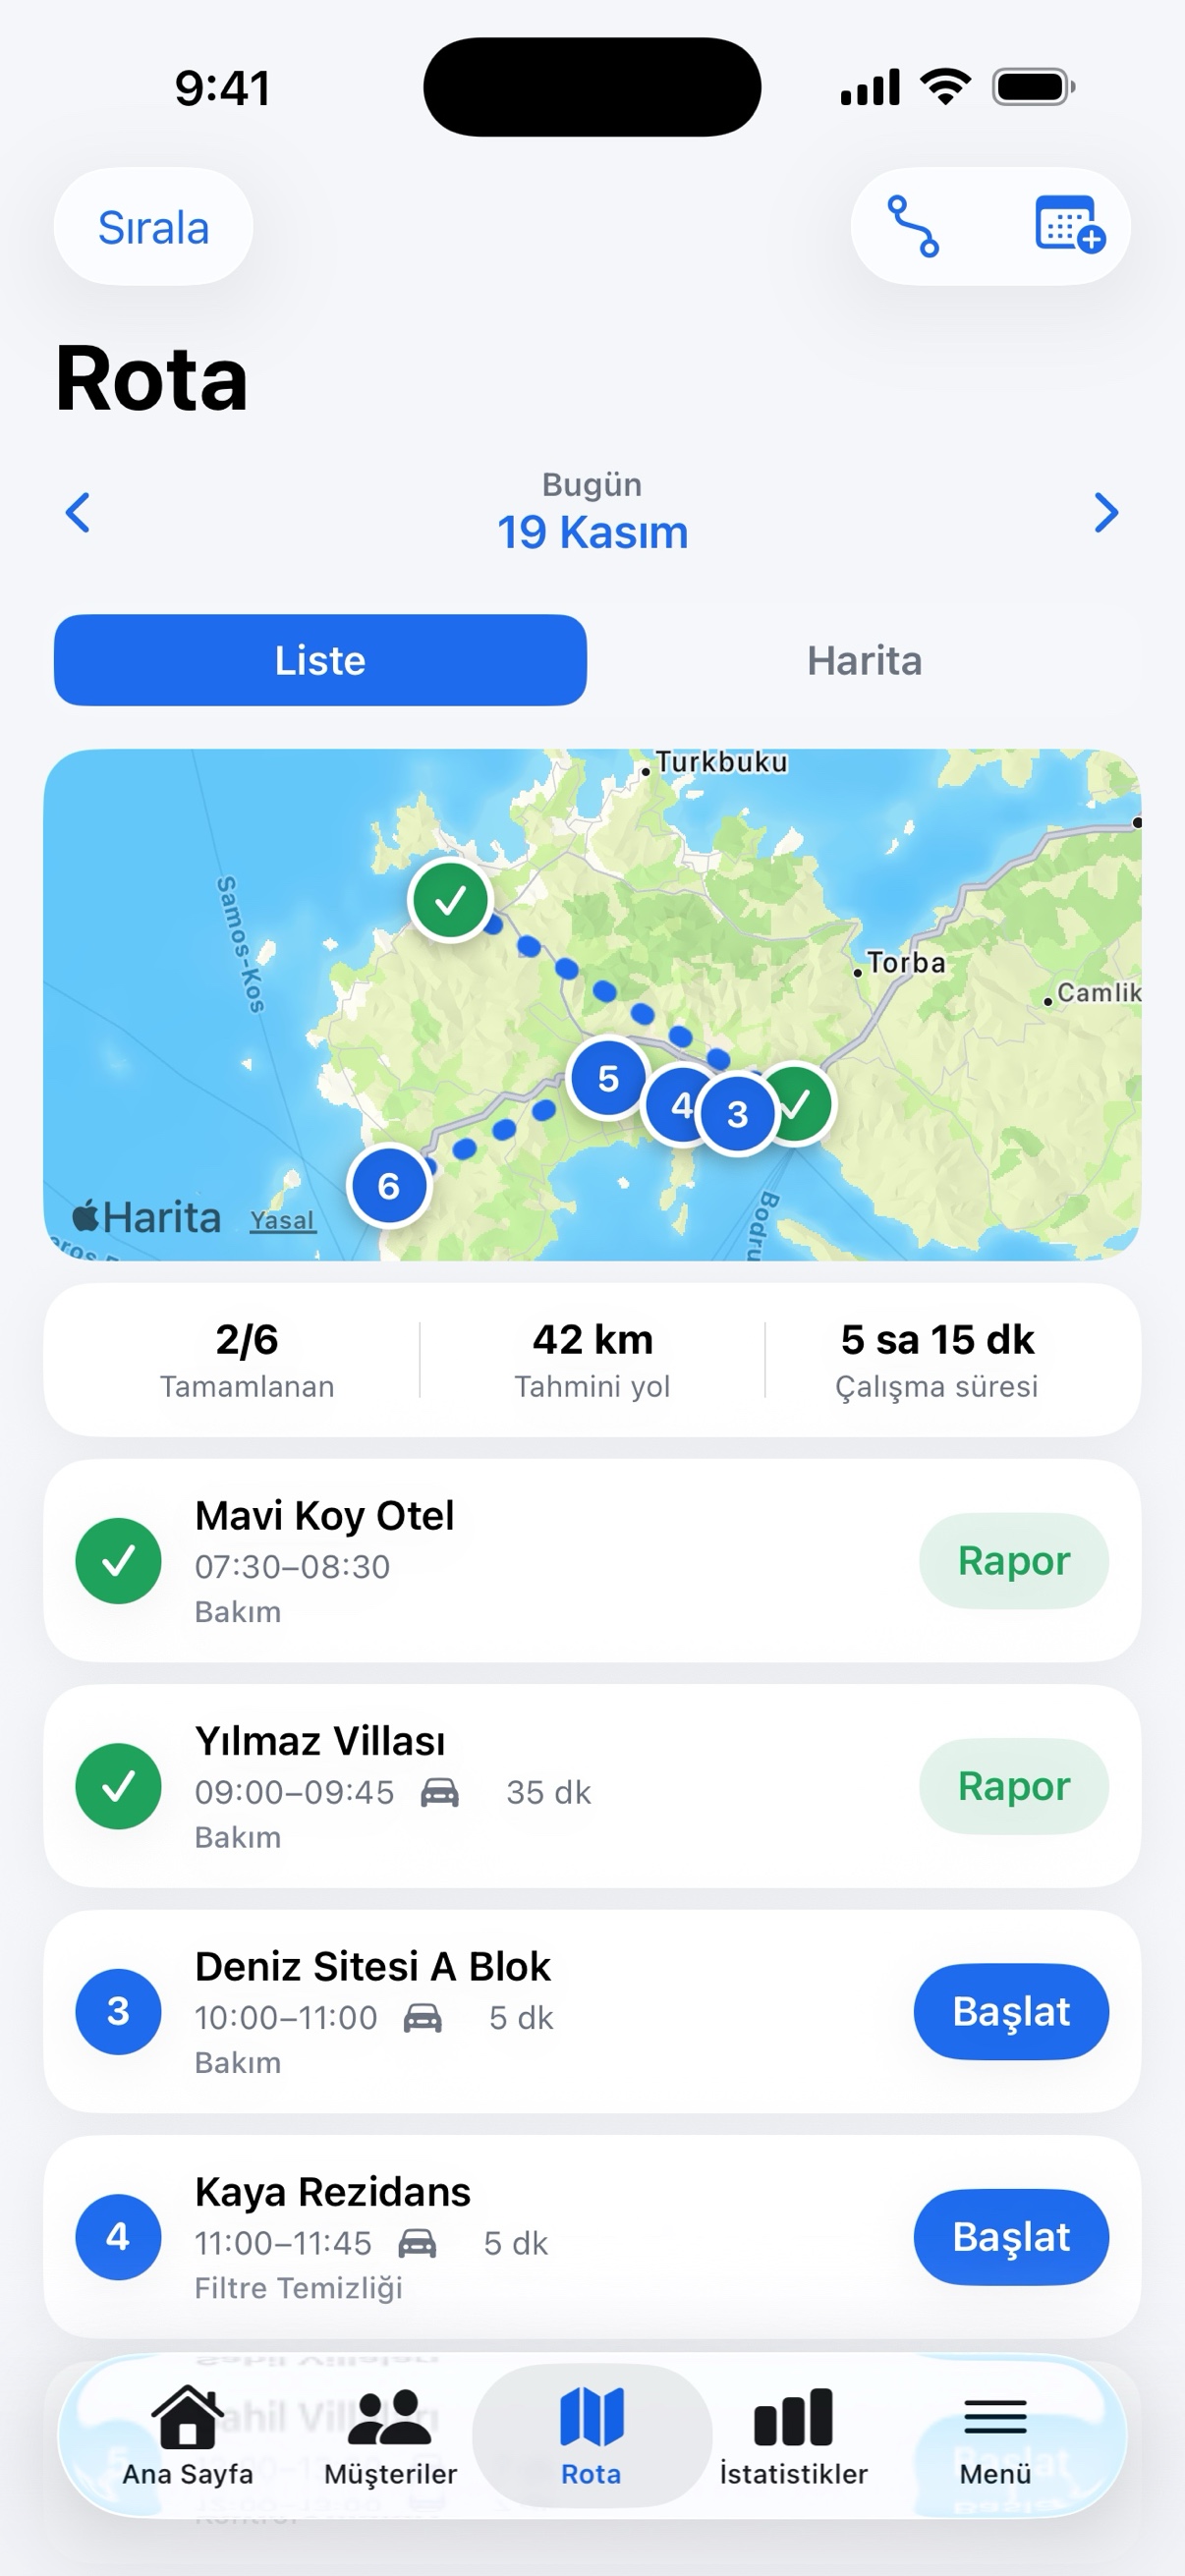 9:41
Sırala
Rota
Bugün
19 Kasım
Liste
Harita
Turkbuku
Samos-Kos
Torba
Camlik
5
4
3
6
Harita
Yasal
Bodru
2/6
Tamamlanan
42 km
Tahmini yol
5 sa 15 dk
Çalışma süresi
Mavi Koy Otel
07:30–08:30
Bakım
Rapor
Yılmaz Villası
09:00–09:45
35 dk
Bakım
Rapor
3
Deniz Sitesi A Blok
10:00–11:00
5 dk
Bakım
Başlat
4
Kaya Rezidans
11:00–11:45
5 dk
Filtre Temizliği
Başlat
Ana Sayfa
Müşteriler
Rota
İstatistikler
Menü